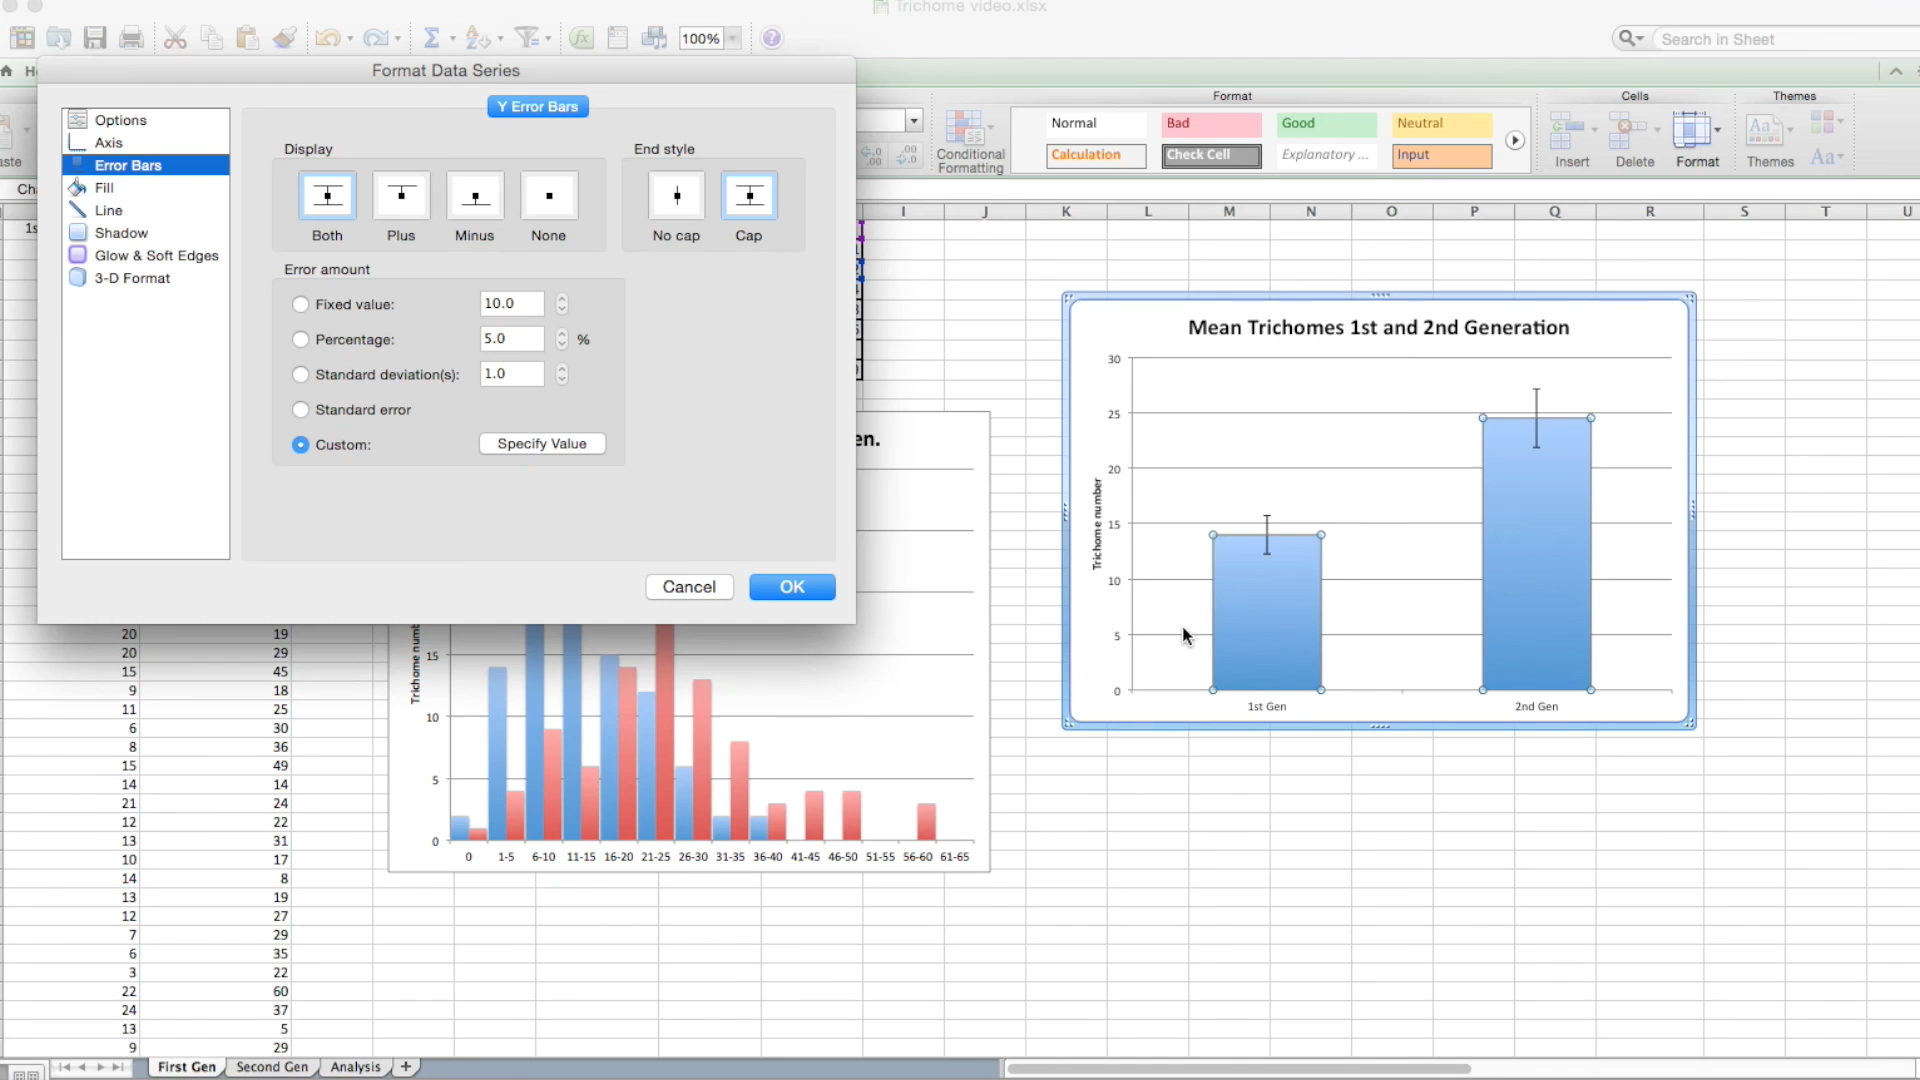 Trichome video.xlsx
100%
Search in Sheet
Format Data Series
Y Error Bars
Options
Axis
Error Bars
Fill
Line
Shadow
Glow & Soft Edges
3-D Format
Display
Both
Plus
Minus
None
End style
No cap
Cap
Error amount
Fixed value: 10.0
Percentage: 5.0 %
Standard deviation(s): 1.0
Standard error
Custom: Specify Value
Cancel
OK
Format
Cells
Themes
Conditional
Formatting
Normal
Bad
Good
Neutral
Calculation
Check Cell
Explanatory ...
Input
Insert
Delete
Format
Themes
Aa
I J K L M N O P Q R S T U
Mean Trichomes 1st and 2nd Generation
Trichome number
30
25
20
15
10
5
0
1st Gen
2nd Gen
en.
15
10
5
0
0 1-5 6-10 11-15 16-20 21-25 26-30 31-35 36-40 41-45 46-50 51-55 56-60 61-65
20 19
20 29
15 45
9 18
11 25
6 30
8 36
15 49
14 14
21 24
12 22
13 31
10 17
14 8
13 19
12 27
7 29
6 35
3 22
22 60
24 37
13 5
9 29
First Gen
Second Gen
Analysis